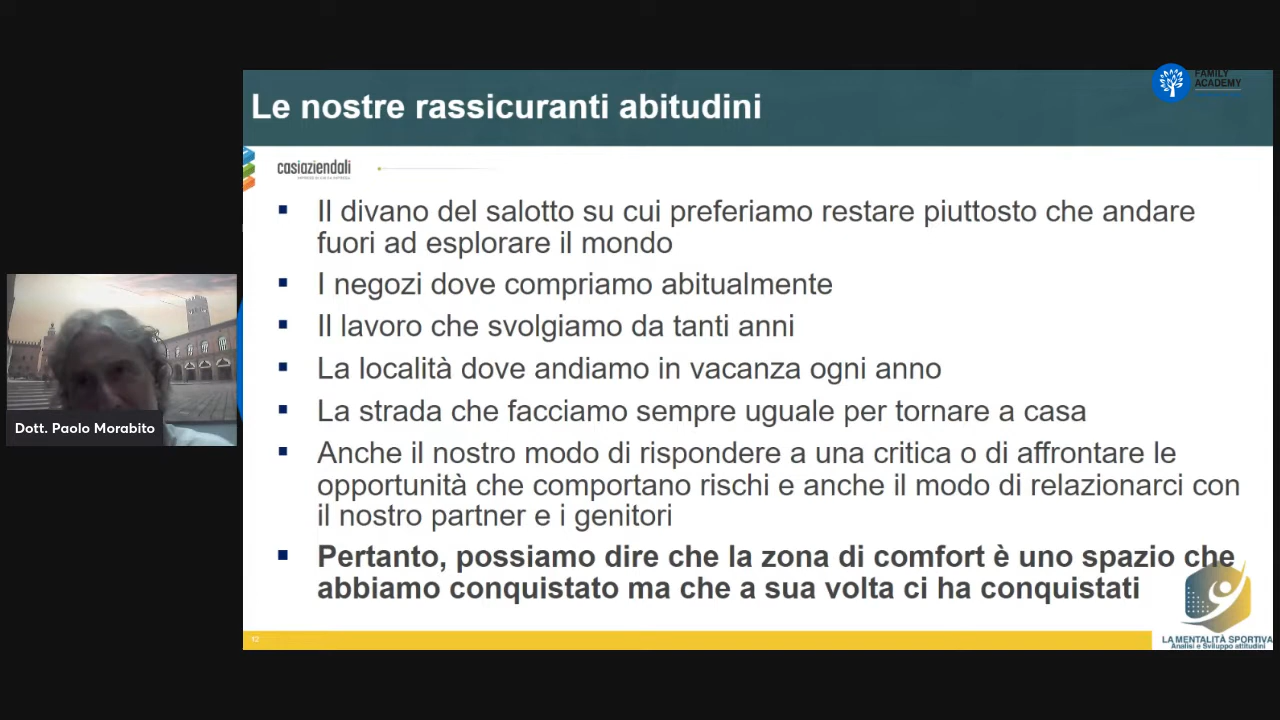 FAMILY
ACADEMY
Le nostre rassicuranti abitudini
casiaziendali
Il divano del salotto su cui preferiamo restare piuttosto che andare
fuori ad esplorare il mondo
I negozi dove compriamo abitualmente
Il lavoro che svolgiamo da tanti anni
La località dove andiamo in vacanza ogni anno
La strada che facciamo sempre uguale per tornare a casa
Anche il nostro modo di rispondere a una critica o di affrontare le
opportunità che comportano rischi e anche il modo di relazionarci con
il nostro partner e i genitori
Pertanto, possiamo dire che la zona di comfort è uno spazio che
abbiamo conquistato ma che a sua volta ci ha conquistati
Dott. Paolo Morabito
LA MENTALITÀ SPORTIVA
Analisi e Sviluppo attitudini